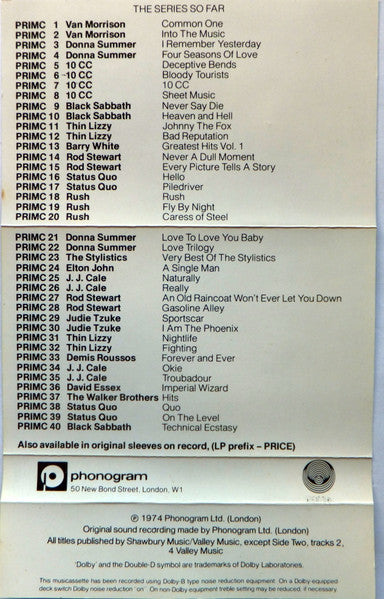 THE SERIES SO FAR
PRIMC 1 Van Morrison Common One
PRIMC 2 Van Morrison Into The Music
PRIMC 3 Donna Summer I Remember Yesterday
PRIMC 4 Donna Summer Four Seasons Of Love
PRIMC 5 10 CC Deceptive Bends
PRIMC 6 10 CC Bloody Tourists
PRIMC 7 10 CC 10 CC
PRIMC 8 10 CC Sheet Music
PRIMC 9 Black Sabbath Never Say Die
PRIMC 10 Black Sabbath Heaven and Hell
PRIMC 11 Thin Lizzy Johnny The Fox
PRIMC 12 Thin Lizzy Bad Reputation
PRIMC 13 Barry White Greatest Hits Vol. 1
PRIMC 14 Rod Stewart Never A Dull Moment
PRIMC 15 Rod Stewart Every Picture Tells A Story
PRIMC 16 Status Quo Hello
PRIMC 17 Status Quo Piledriver
PRIMC 18 Rush Rush
PRIMC 19 Rush Fly By Night
PRIMC 20 Rush Caress of Steel
PRIMC 21 Donna Summer Love To Love You Baby
PRIMC 22 Donna Summer Love Trilogy
PRIMC 23 The Stylistics Very Best Of The Stylistics
PRIMC 24 Elton John A Single Man
PRIMC 25 J. J. Cale Naturally
PRIMC 26 J. J. Cale Really
PRIMC 27 Rod Stewart An Old Raincoat Won't Ever Let You Down
PRIMC 28 Rod Stewart Gasoline Alley
PRIMC 29 Judie Tzuke Sportscar
PRIMC 30 Judie Tzuke I Am The Phoenix
PRIMC 31 Thin Lizzy Nightlife
PRIMC 32 Thin Lizzy Fighting
PRIMC 33 Demis Roussos Forever and Ever
PRIMC 34 J. J. Cale Okie
PRIMC 35 J. J. Cale Troubadour
PRIMC 36 David Essex Imperial Wizard
PRIMC 37 The Walker Brothers Hits
PRIMC 38 Status Quo Quo
PRIMC 39 Status Quo On The Level
PRIMC 40 Black Sabbath Technical Ecstasy
Also available in original sleeves on record, (LP prefix – PRICE)
phonogram
50 New Bond Street, London, W1
℗ 1974 Phonogram Ltd. (London)
Original sound recording made by Phonogram Ltd. (London)
All titles published by Shawbury Music/Valley Music, except Side Two, tracks 2,
4 Valley Music
'Dolby' and the Double-D symbol are trademarks of Dolby Laboratories.
This musicassette has been recorded using Dolby-B type noise reduction equipment. On a Dolby equipped
deck switch Dolby noise reduction 'on'. On non-Dolby equipment treble setting may be reduced, if necessary.